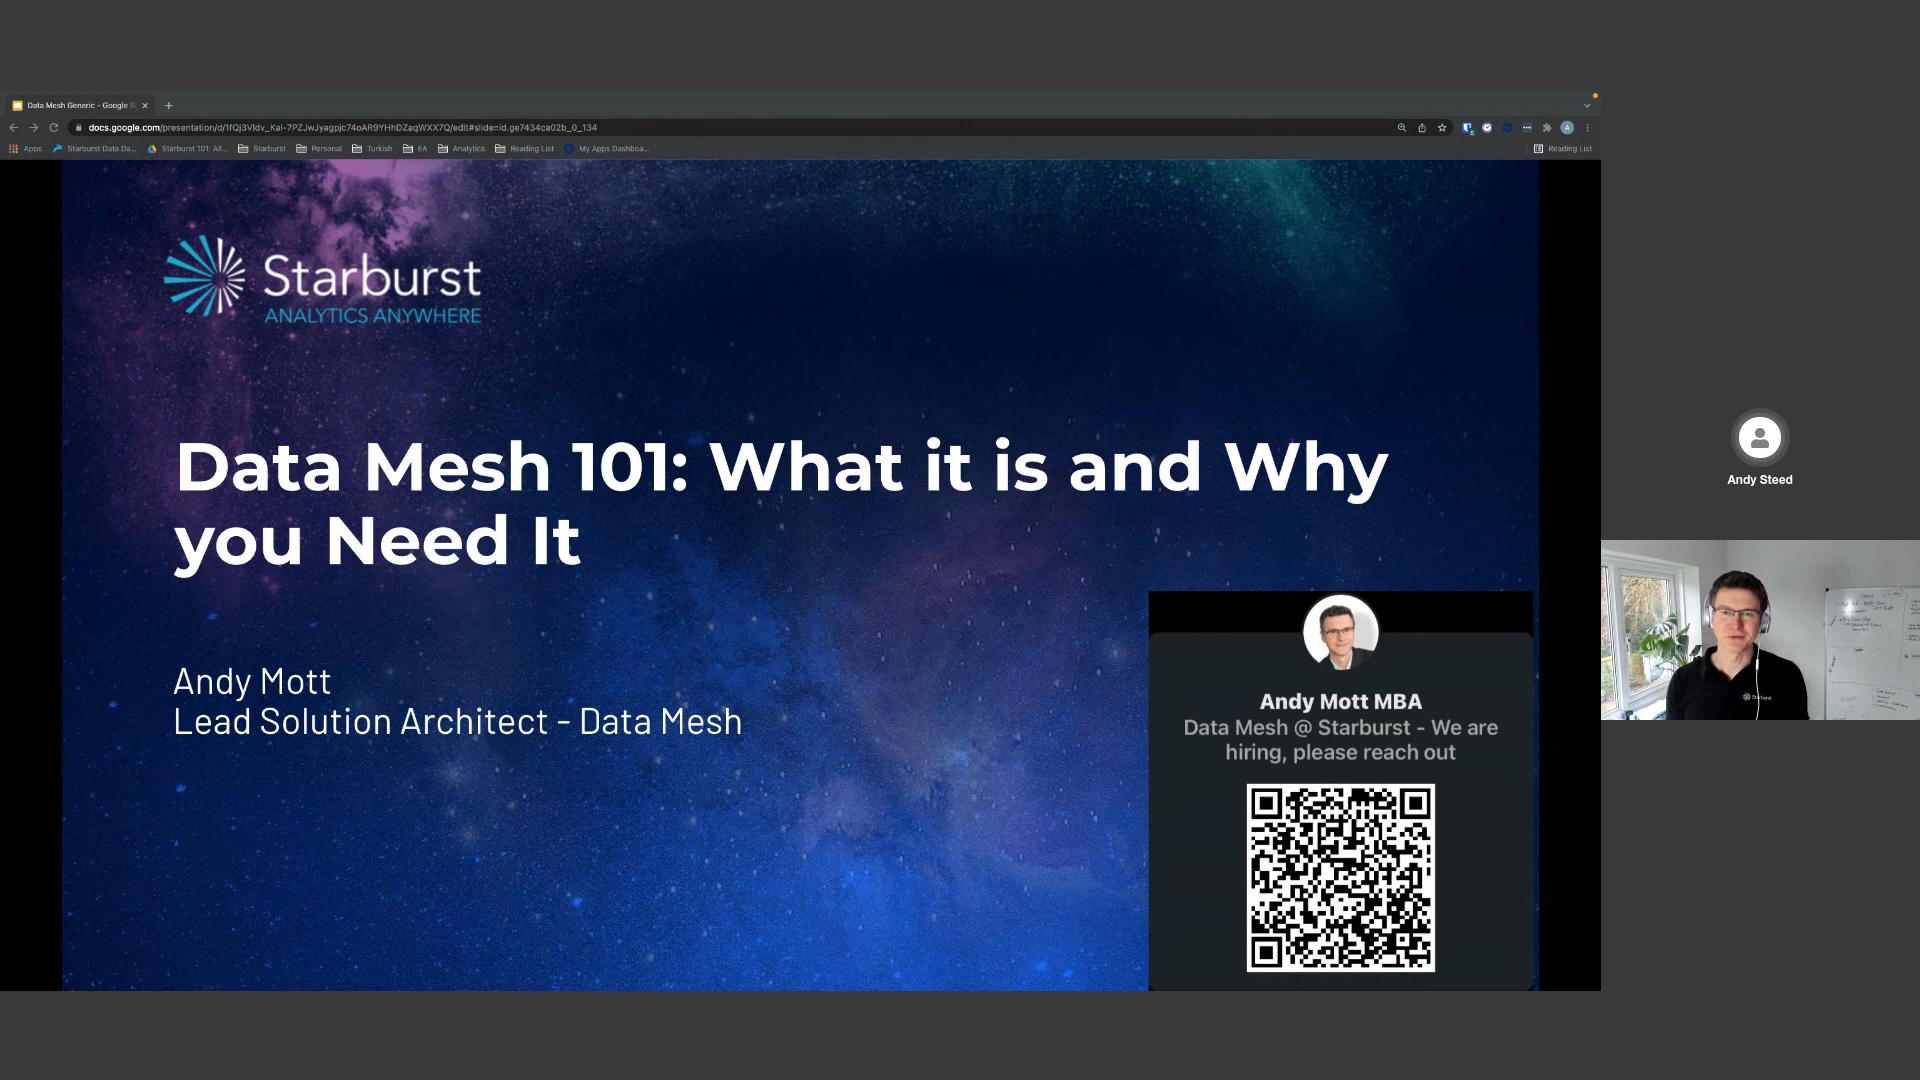 Data Mesh Generic - Google S
docs.google.com/presentation/d/1fQj3VIdv_KaI-7PZJwJyagpjc74oAR9YHhDZaqWXX7Q/edit#slide=id.ge7434ca02b_0_134
Apps Starburst Data Da... Starburst 101: All... Starburst Personal Turkish EA Analytics Reading List My Apps Dashboa... Reading List
Starburst
ANALYTICS ANYWHERE
Data Mesh 101: What it is and Why
you Need It
Andy Mott
Lead Solution Architect - Data Mesh
Andy Mott MBA
Data Mesh @ Starburst - We are
hiring, please reach out
Andy Steed
Starburst